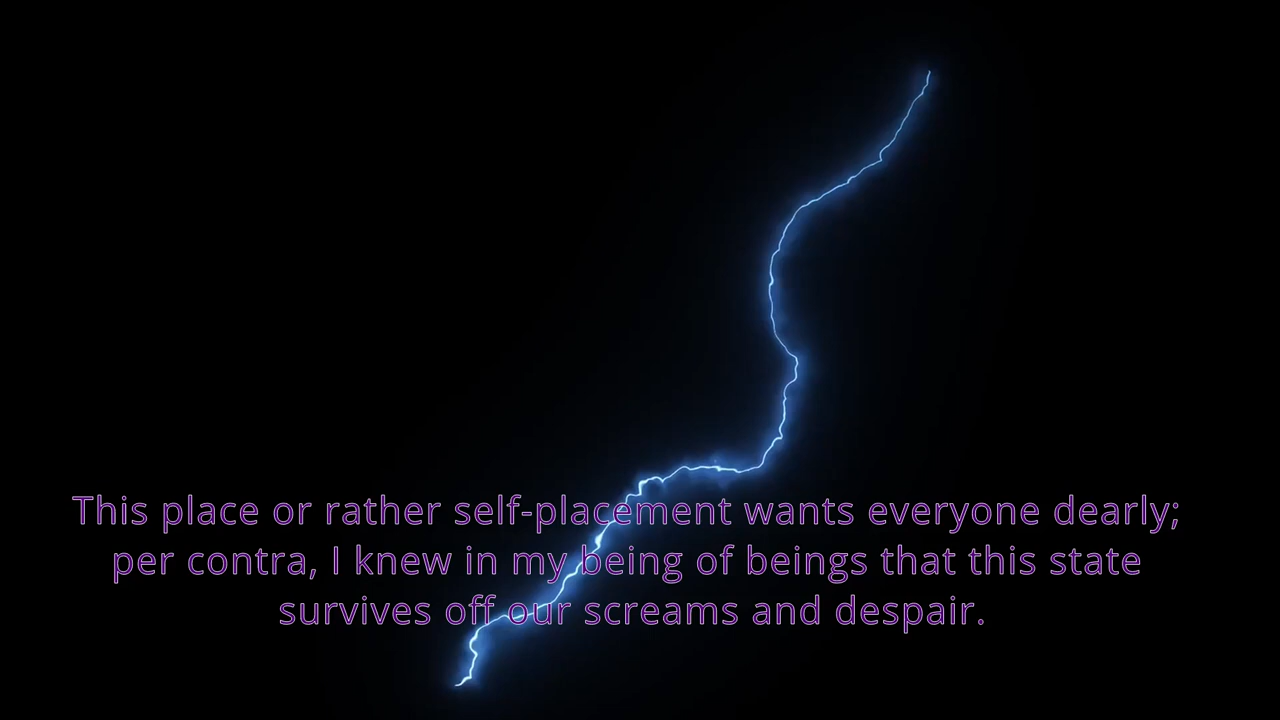 This place or rather self-placement wants everyone dearly;
per contra, I knew in my being of beings that this state
survives off our screams and despair.